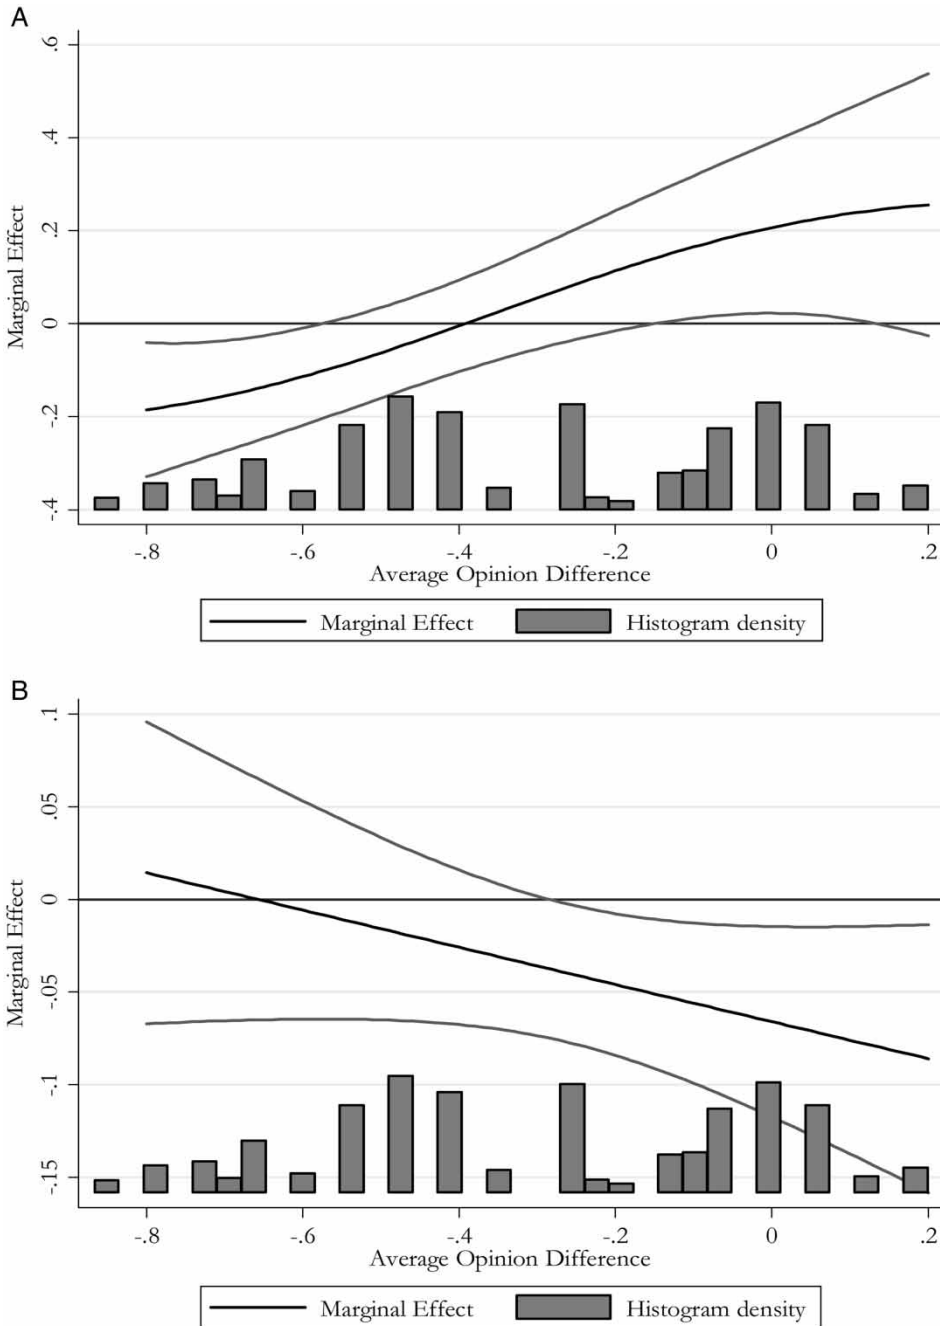 A
.6
.4
.2
0
-.2
-.4
Marginal Effect
-.8 -.6 -.4 -.2 0 .2
Average Opinion Difference
Marginal Effect Histogram density
B
.1
.05
0
-.05
-.1
-.15
Marginal Effect
-.8 -.6 -.4 -.2 0 .2
Average Opinion Difference
Marginal Effect Histogram density